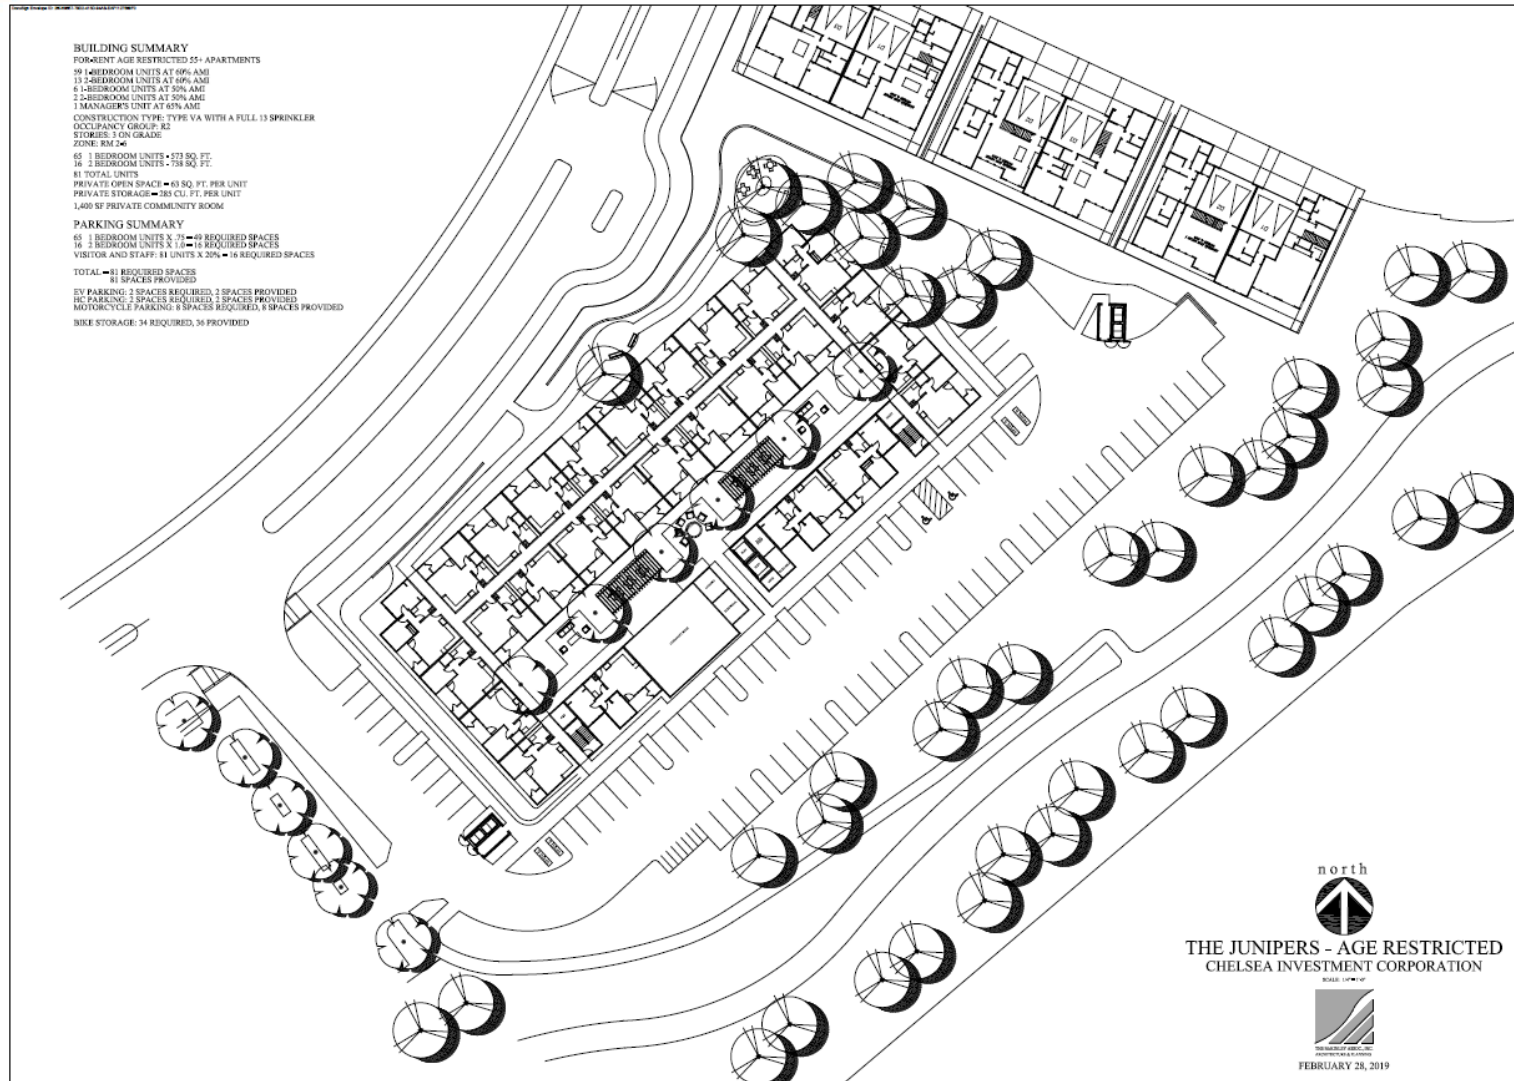 BUILDING SUMMARY
FOR-RENT AGE RESTRICTED 55+ APARTMENTS
59 1-BEDROOM UNITS AT 60% AMI
13 2-BEDROOM UNITS AT 60% AMI
6 1-BEDROOM UNITS AT 50% AMI
2 2-BEDROOM UNITS AT 50% AMI
1 MANAGER'S UNIT AT 65% AMI
CONSTRUCTION TYPE: TYPE VA WITH A FULL 13 SPRINKLER
OCCUPANCY GROUP: R2
STORIES: 3 ON GRADE
ZONE: RM 2-6
65 1 BEDROOM UNITS - 573 SQ. FT.
16 2 BEDROOM UNITS - 738 SQ. FT.
81 TOTAL UNITS
PRIVATE OPEN SPACE = 63 SQ. FT. PER UNIT
PRIVATE STORAGE = 285 CU. FT. PER UNIT
1,400 SF PRIVATE COMMUNITY ROOM
PARKING SUMMARY
65 1 BEDROOM UNITS X .75 = 49 REQUIRED SPACES
16 2 BEDROOM UNITS X 1.0 = 16 REQUIRED SPACES
VISITOR AND STAFF: 81 UNITS X 20% = 16 REQUIRED SPACES
TOTAL = 81 REQUIRED SPACES
81 SPACES PROVIDED
EV PARKING: 2 SPACES REQUIRED, 2 SPACES PROVIDED
HC PARKING: 2 SPACES REQUIRED, 2 SPACES PROVIDED
MOTORCYCLE PARKING: 8 SPACES REQUIRED, 8 SPACES PROVIDED
BIKE STORAGE: 34 REQUIRED, 36 PROVIDED
north
THE JUNIPERS - AGE RESTRICTED
CHELSEA INVESTMENT CORPORATION
FEBRUARY 28, 2019